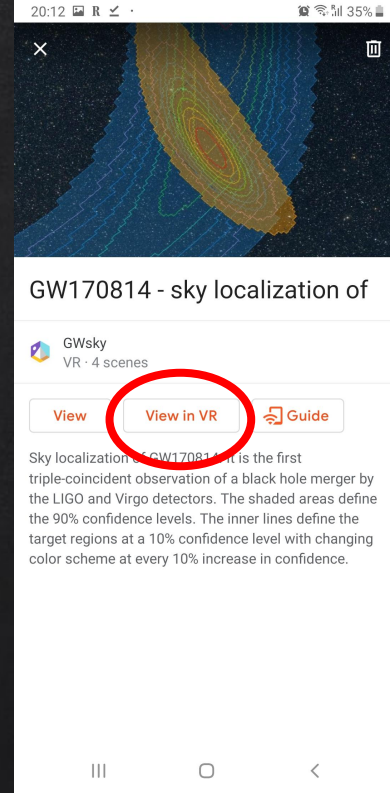 20:12 R 35%
GW170814 - sky localization of
GWsky
VR · 4 scenes
View View in VR Guide
Sky localization of GW170814. It is the first
triple-coincident observation of a black hole merger by
the LIGO and Virgo detectors. The shaded areas define
the 90% confidence levels. The inner lines define the
target regions at a 10% confidence level with changing
color scheme at every 10% increase in confidence.